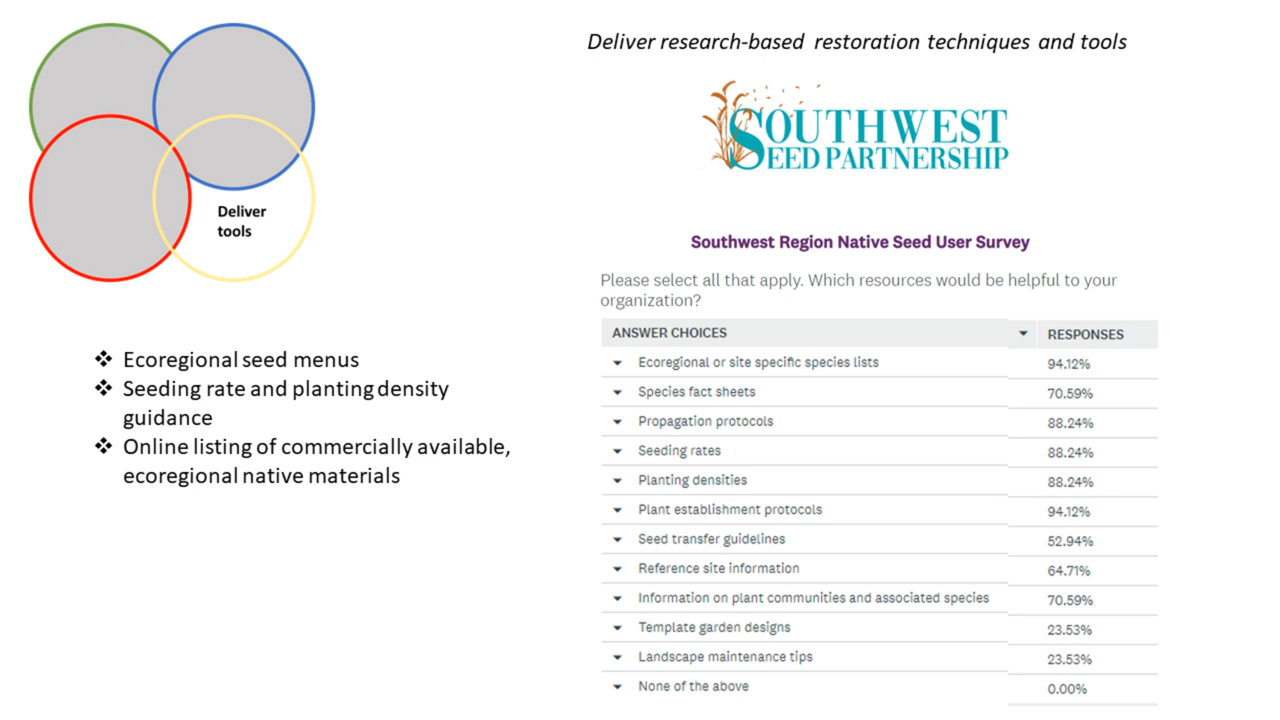 Deliver research-based restoration techniques and tools
SOUTHWEST
SEED PARTNERSHIP
Deliver
tools
Ecoregional seed menus
Seeding rate and planting density
guidance
Online listing of commercially available,
ecoregional native materials
Southwest Region Native Seed User Survey
Please select all that apply. Which resources would be helpful to your
organization?
ANSWER CHOICES RESPONSES
Ecoregional or site specific species lists 94.12%
Species fact sheets 70.59%
Propagation protocols 88.24%
Seeding rates 88.24%
Planting densities 88.24%
Plant establishment protocols 94.12%
Seed transfer guidelines 52.94%
Reference site information 64.71%
Information on plant communities and associated species 70.59%
Template garden designs 23.53%
Landscape maintenance tips 23.53%
None of the above 0.00%